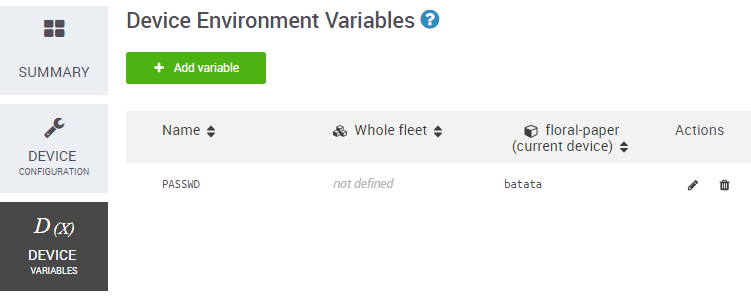 Device Environment Variables ?
+ Add variable
SUMMARY
DEVICE
CONFIGURATION
D (X)
DEVICE
VARIABLES
Name
Whole fleet
floral-paper
(current device)
Actions
PASSWD
not defined
batata